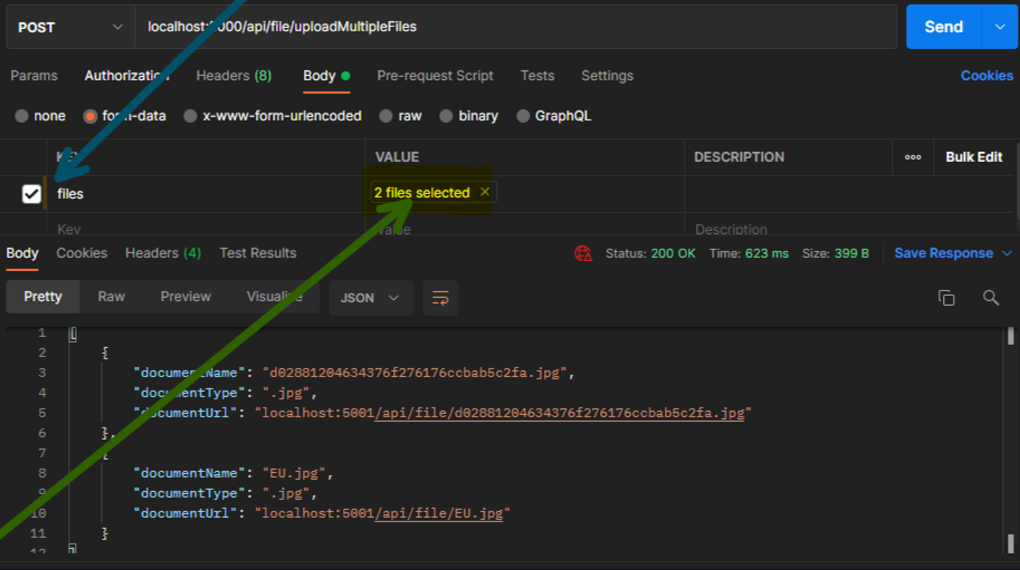 POST localhost:5000/api/file/uploadMultipleFiles Send
Params Authorization Headers (8) Body Pre-request Script Tests Settings Cookies
none form-data x-www-form-urlencoded raw binary GraphQL
KEY VALUE DESCRIPTION Bulk Edit
files 2 files selected
Key Value Description
Body Cookies Headers (4) Test Results Status: 200 OK Time: 623 ms Size: 399 B Save Response
Pretty Raw Preview Visualize JSON
1 [
2 {
3 "documentName": "d02881204634376f276176ccbab5c2fa.jpg",
4 "documentType": ".jpg",
5 "documentUrl": "localhost:5001/api/file/d02881204634376f276176ccbab5c2fa.jpg"
6 },
7 {
8 "documentName": "EU.jpg",
9 "documentType": ".jpg",
10 "documentUrl": "localhost:5001/api/file/EU.jpg"
11 }
12 ]